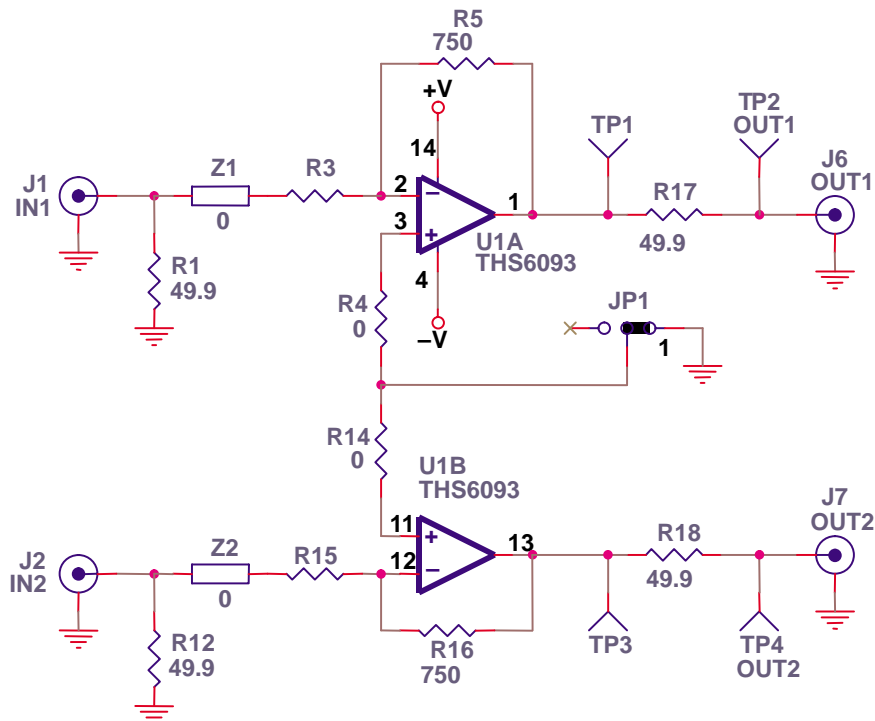 R5
750
+V
TP1
TP2
OUT1
14
J1
IN1
Z1
0
R3
2
−
1
J6
OUT1
R17
49.9
3
+
U1A
THS6093
R1
49.9
4
R4
0
−V
JP1
1
R14
0
U1B
THS6093
J7
OUT2
11
+
13
R18
49.9
J2
IN2
Z2
0
R15
12
−
R12
49.9
R16
750
TP3
TP4
OUT2